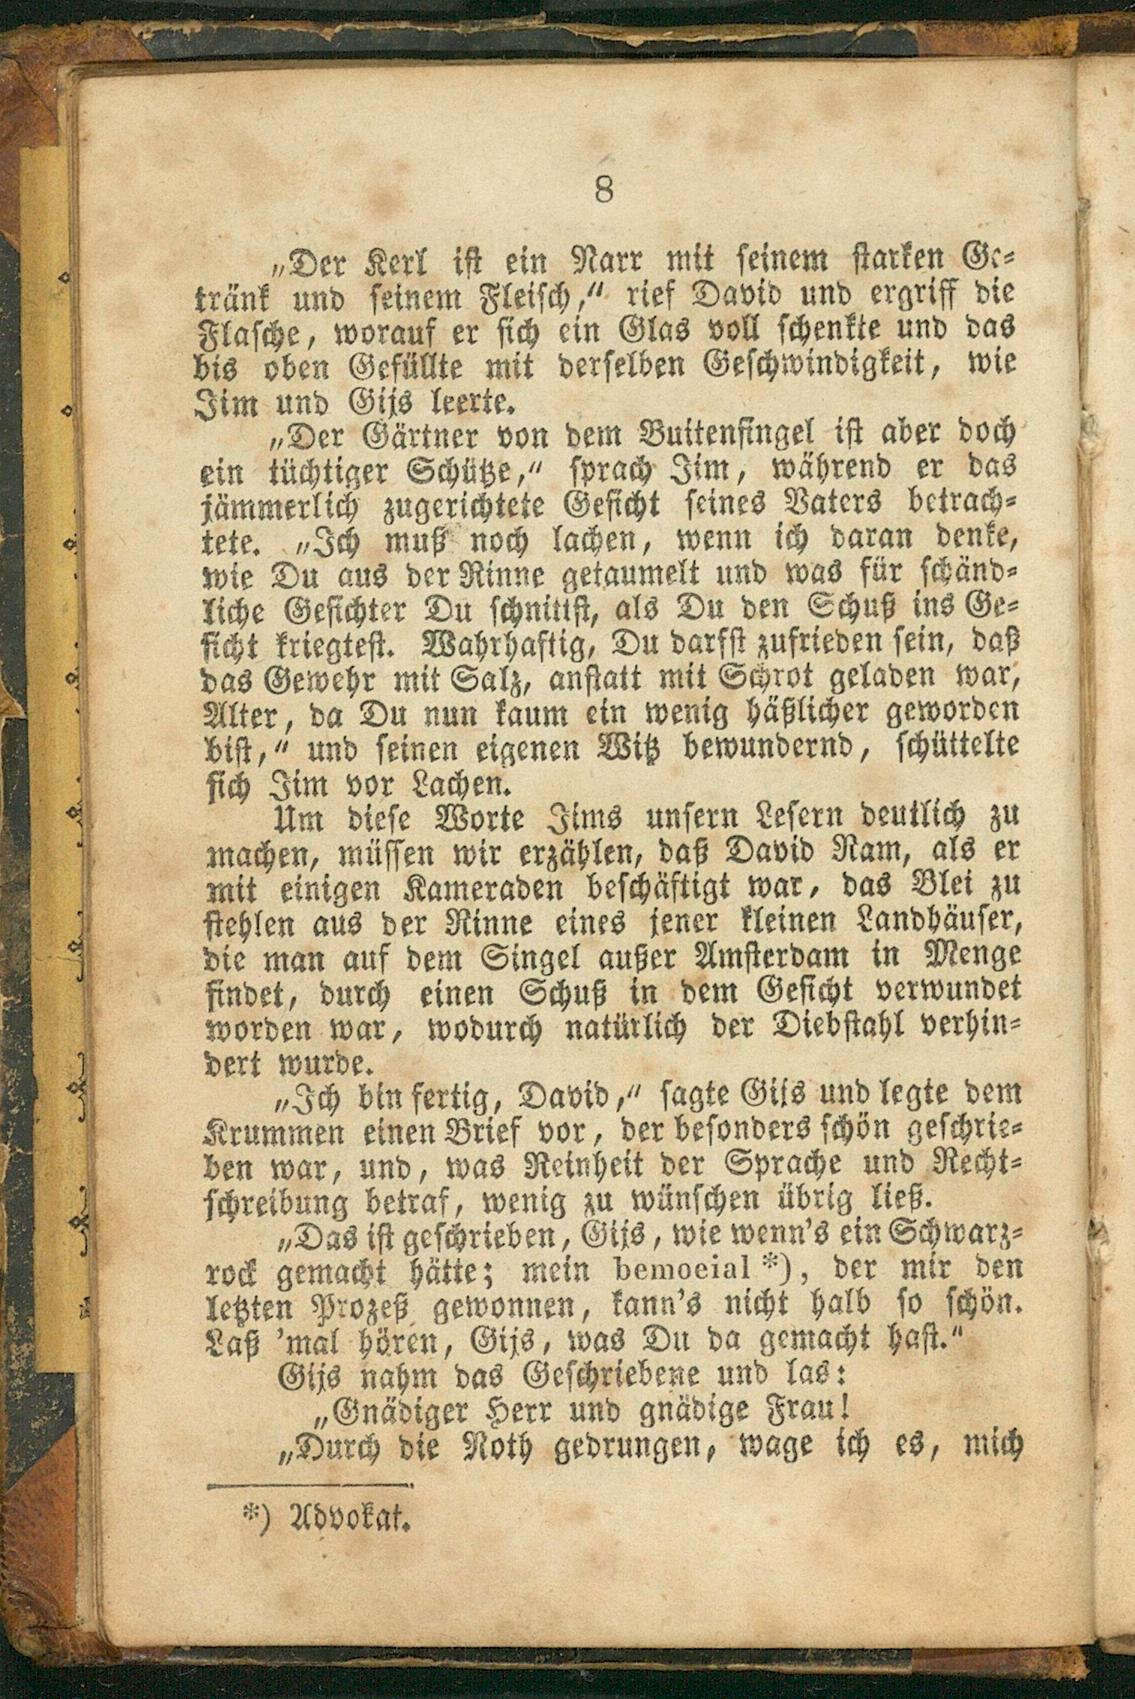 8
„Der Kerl ist ein Narr mit seinem starken Ge-
tränk und seinem Fleisch,“ rief David und ergriff die
Flasche, worauf er sich ein Glas voll schenkte und das
bis oben Gefüllte mit derselben Geschwindigkeit, wie
Jim und Gijs leerte.
„Der Gärtner von dem Buitensingel ist aber doch
ein tüchtiger Schütze,“ sprach Jim, während er das
jämmerlich zugerichtete Gesicht seines Vaters betrach-
tete. „Ich muß noch lachen, wenn ich daran denke,
wie Du aus der Rinne getaumelt und was für schänd-
liche Gesichter Du schnittst, als Du den Schuß ins Ge-
sicht kriegtest. Wahrhaftig, Du darfst zufrieden sein, daß
das Gewehr mit Salz, anstatt mit Schrot geladen war,
Alter, da Du nun kaum ein wenig häßlicher geworden
bist,“ und seinen eigenen Witz bewundernd, schüttelte
sich Jim vor Lachen.
Um diese Worte Jims unsern Lesern deutlich zu
machen, müssen wir erzählen, daß David Nam, als er
mit einigen Kameraden beschäftigt war, das Blei zu
stehlen aus der Rinne eines jener kleinen Landhäuser,
die man auf dem Singel außer Amsterdam in Menge
findet, durch einen Schuß in dem Gesicht verwundet
worden war, wodurch natürlich der Diebstahl verhin-
dert wurde.
„Ich bin fertig, David,“ sagte Gijs und legte dem
Krummen einen Brief vor, der besonders schön geschrie-
ben war, und, was Reinheit der Sprache und Recht-
schreibung betraf, wenig zu wünschen übrig ließ.
„Das ist geschrieben, Gijs, wie wenn's ein Schwarz-
rock gemacht hätte; mein bemoeial *), der mir den
letzten Prozeß gewonnen, kann's nicht halb so schön.
Laß 'mal hören, Gijs, was Du da gemacht hast.“
Gijs nahm das Geschriebene und las:
„Gnädiger Herr und gnädige Frau!
„Durch die Noth gedrungen, wage ich es, mich
*) Advokat.